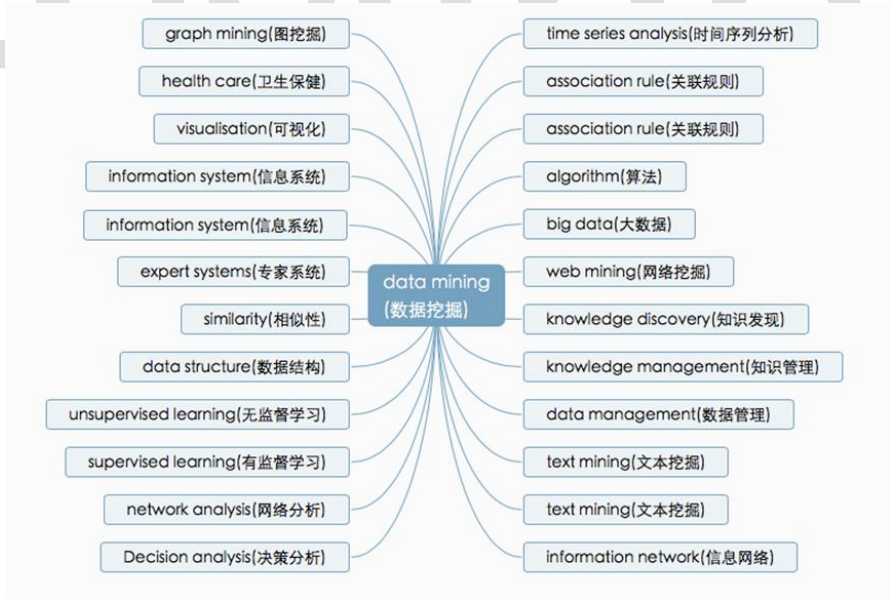 graph mining(图挖掘)
health care(卫生保健)
visualisation(可视化)
information system(信息系统)
information system(信息系统)
expert systems(专家系统)
similarity(相似性)
data structure(数据结构)
unsupervised learning(无监督学习)
supervised learning(有监督学习)
network analysis(网络分析)
Decision analysis(决策分析)
data mining
(数据挖掘)
time series analysis(时间序列分析)
association rule(关联规则)
association rule(关联规则)
algorithm(算法)
big data(大数据)
web mining(网络挖掘)
knowledge discovery(知识发现)
knowledge management(知识管理)
data management(数据管理)
text mining(文本挖掘)
text mining(文本挖掘)
information network(信息网络)